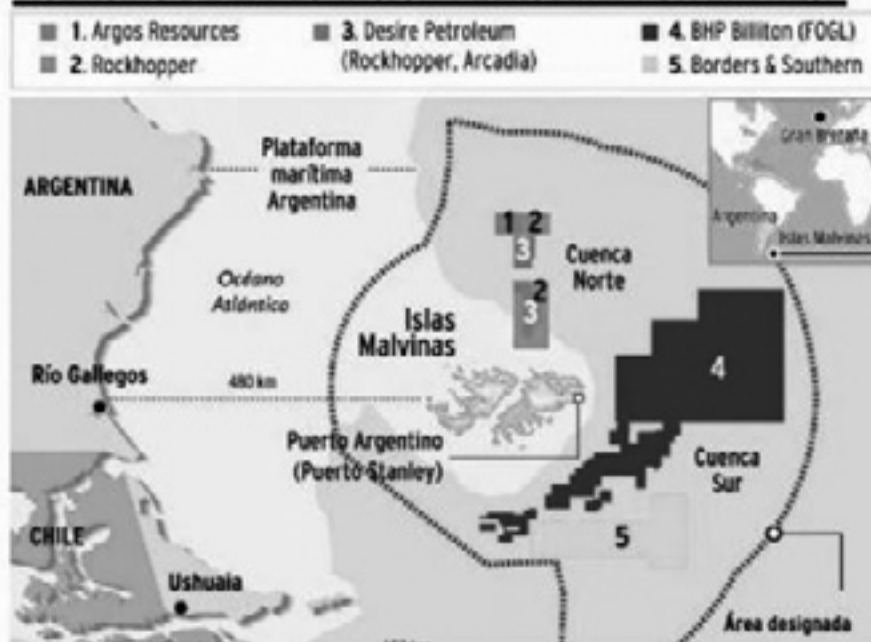 1. Argos Resources
2. Rockhopper
3. Desire Petroleum
(Rockhopper, Arcadia)
4. BHP Billiton (FOGL)
5. Borders & Southern
Gran Bretaña
Argentina
Islas Malvinas
ARGENTINA
Plataforma
marítima
Argentina
1 2
3
Cuenca
Norte
Océano
Atlántico
2
3
Islas
Malvinas
4
Río Gallegos
480 km
Puerto Argentino
(Puerto Stanley)
Cuenca
Sur
5
CHILE
Ushuaia
Área designada